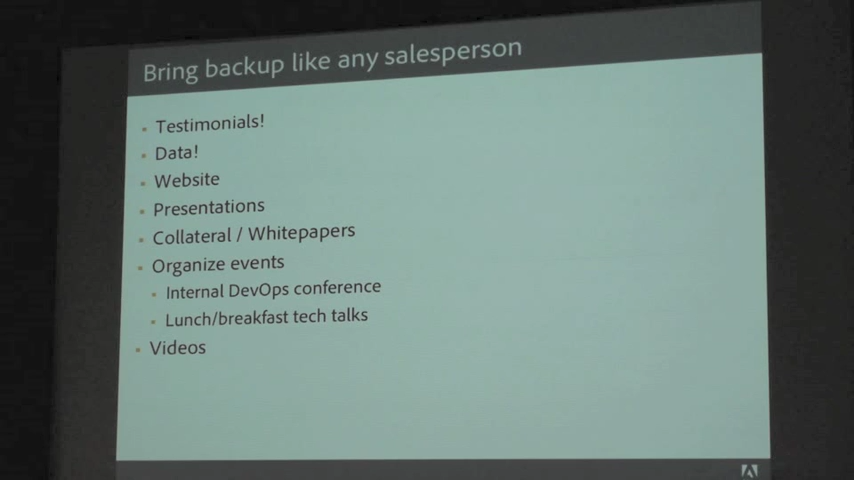 Bring backup like any salesperson
Testimonials!
Data!
Website
Presentations
Collateral / Whitepapers
Organize events
Internal DevOps conference
Lunch/breakfast tech talks
Videos